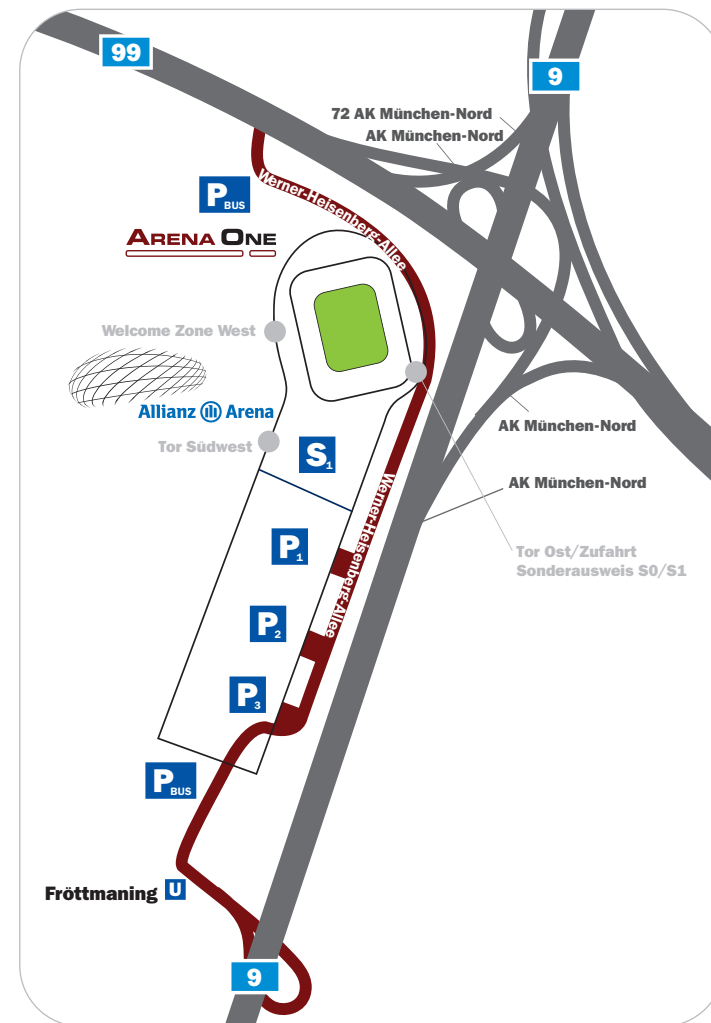 99
9
72 AK München-Nord
AK München-Nord
P BUS
Werner-Heisenberg-Allee
ARENA ONE
Welcome Zone West
Allianz Arena
Tor Südwest
S1
AK München-Nord
AK München-Nord
Werner-Heisenberg-Allee
P1
Tor Ost/Zufahrt
Sonderausweis S0/S1
P2
P3
P BUS
Fröttmaning U
9